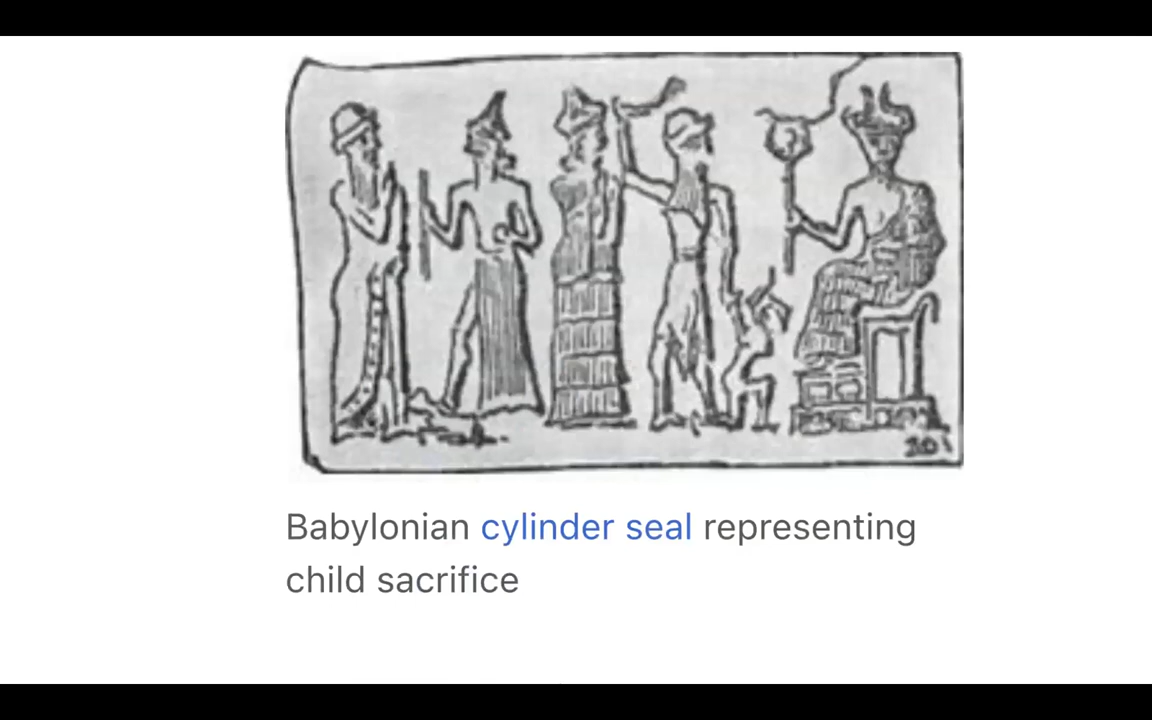 Babylonian cylinder seal representing
child sacrifice